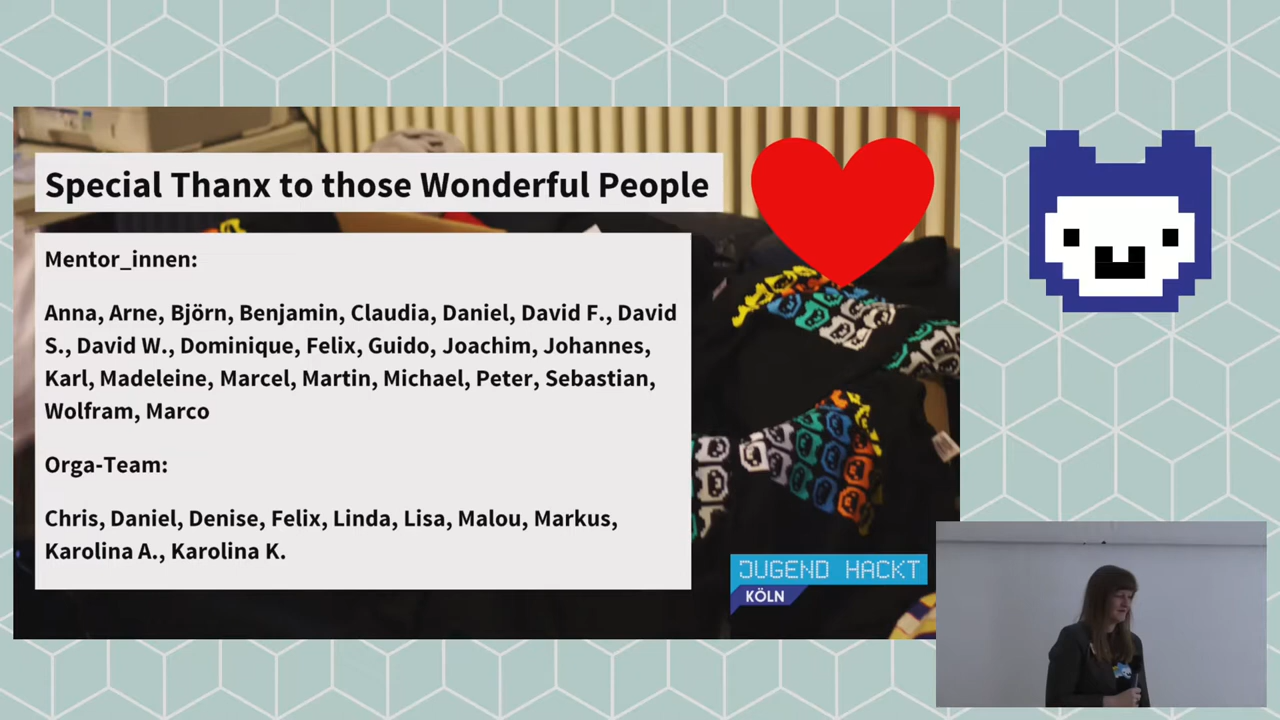 Special Thanx to those Wonderful People
Mentor_innen:
Anna, Arne, Björn, Benjamin, Claudia, Daniel, David F., David
S., David W., Dominique, Felix, Guido, Joachim, Johannes,
Karl, Madeleine, Marcel, Martin, Michael, Peter, Sebastian,
Wolfram, Marco
Orga-Team:
Chris, Daniel, Denise, Felix, Linda, Lisa, Malou, Markus,
Karolina A., Karolina K.
JUGEND HACKT
KÖLN